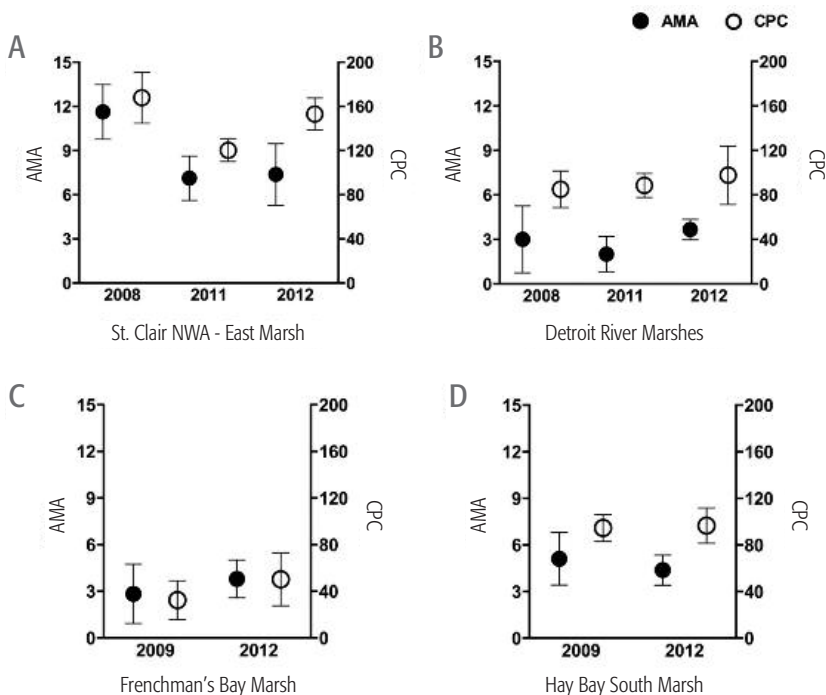 AMA CPC
A
B
15
12
9
6
3
0
AMA
200
160
120
80
40
0
CPC
2008 2011 2012
St. Clair NWA - East Marsh
15
12
9
6
3
0
AMA
200
160
120
80
40
0
CPC
2008 2011 2012
Detroit River Marshes
C
D
15
12
9
6
3
0
AMA
200
160
120
80
40
0
CPC
2009 2012
Frenchman's Bay Marsh
15
12
9
6
3
0
AMA
200
160
120
80
40
0
CPC
2009 2012
Hay Bay South Marsh